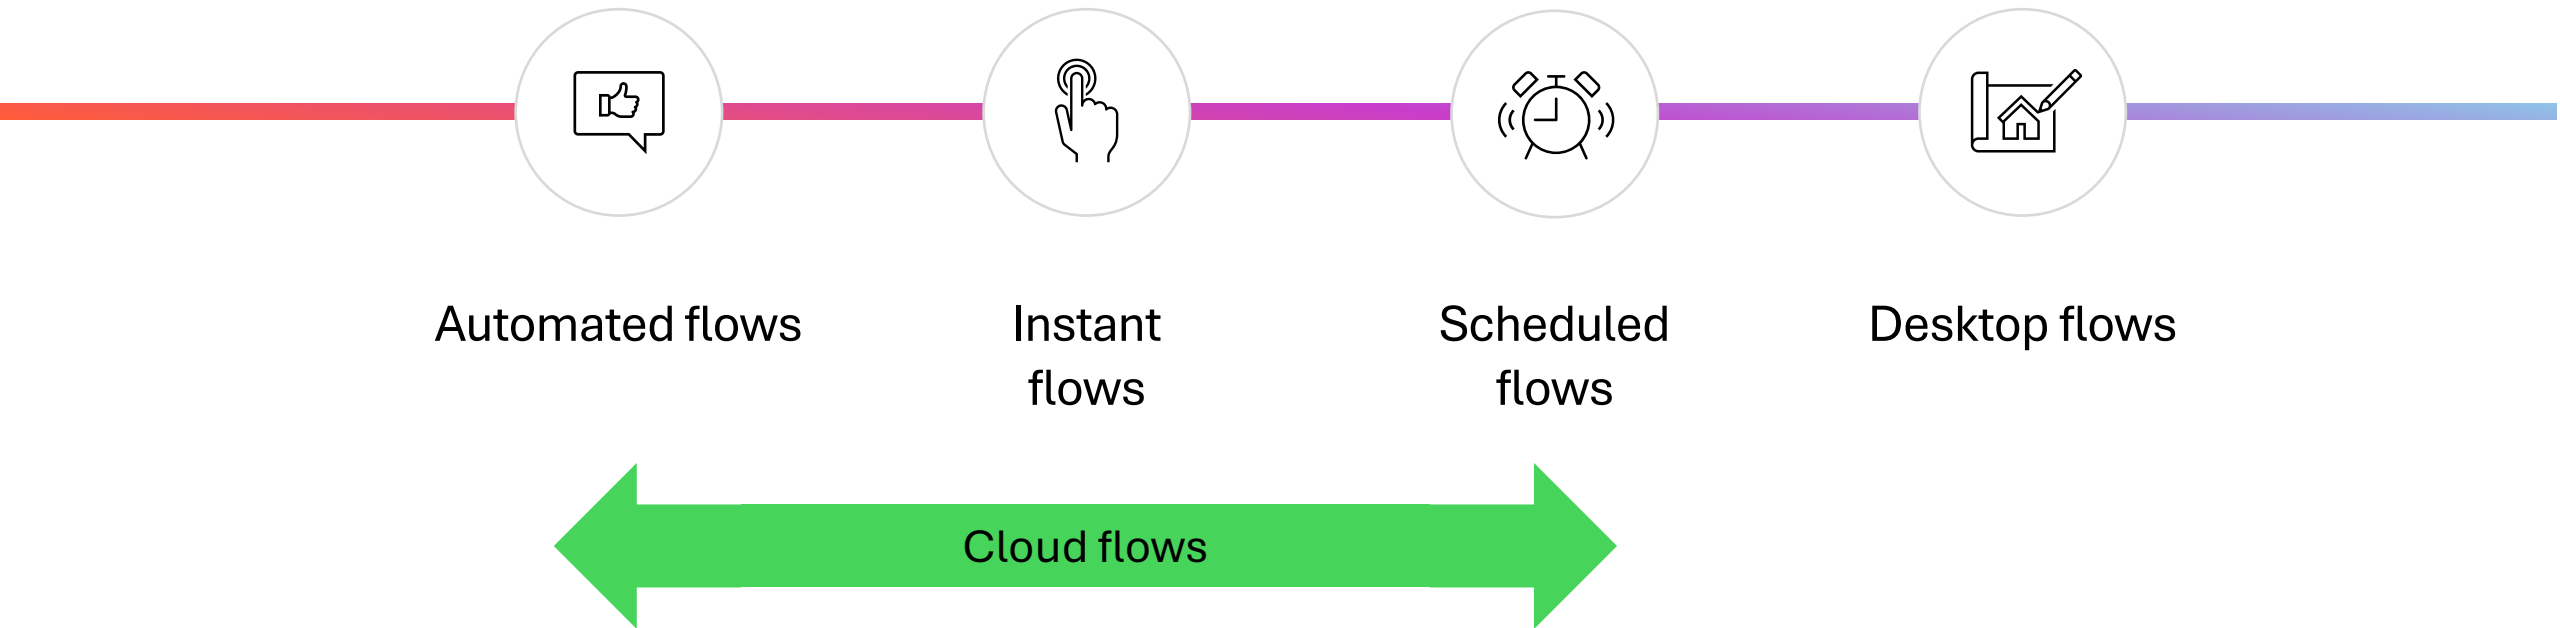 Automated flows
Instant
flows
Scheduled
flows
Desktop flows
Cloud flows